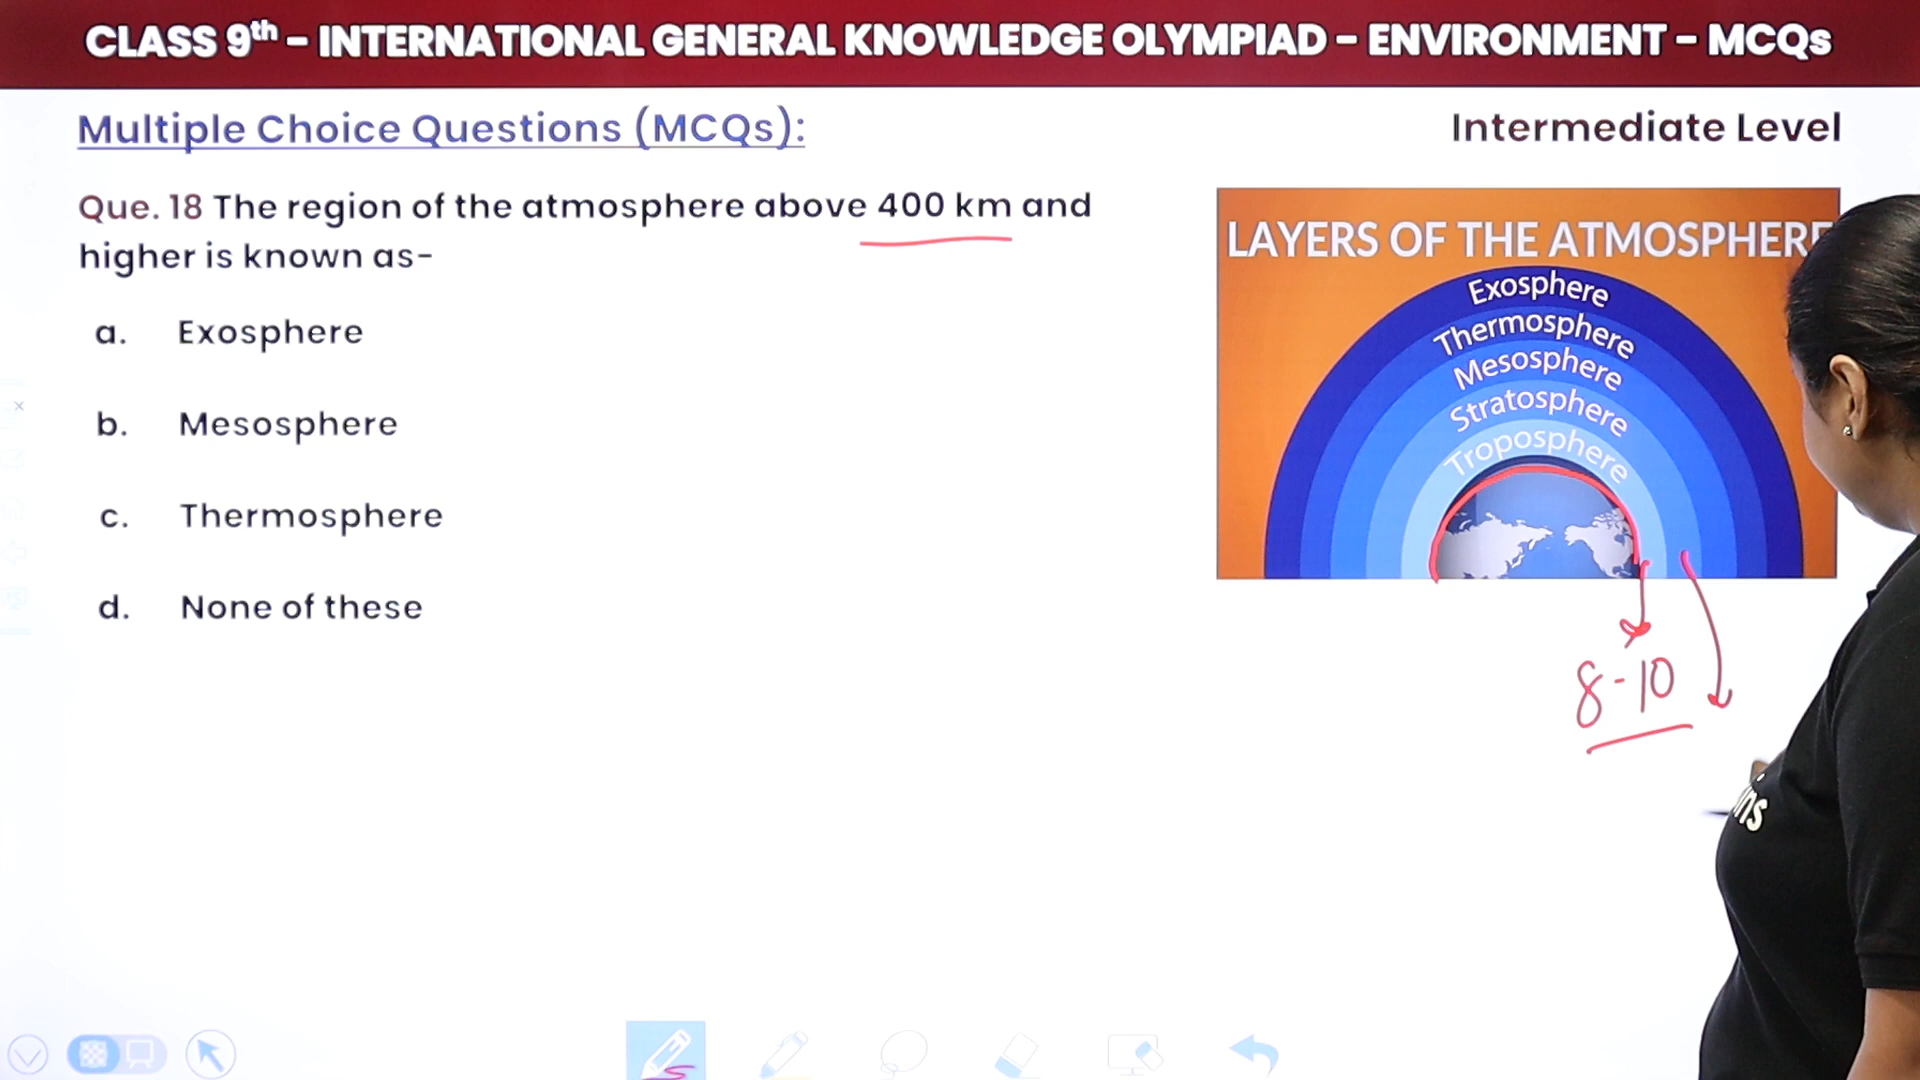 CLASS 9th - INTERNATIONAL GENERAL KNOWLEDGE OLYMPIAD - ENVIRONMENT - MCQs
Multiple Choice Questions (MCQs):
Intermediate Level
Que. 18 The region of the atmosphere above 400 km and
higher is known as-
a. Exosphere
b. Mesosphere
c. Thermosphere
d. None of these
LAYERS OF THE ATMOSPHERE
Exosphere
Thermosphere
Mesosphere
Stratosphere
Troposphere
8-10